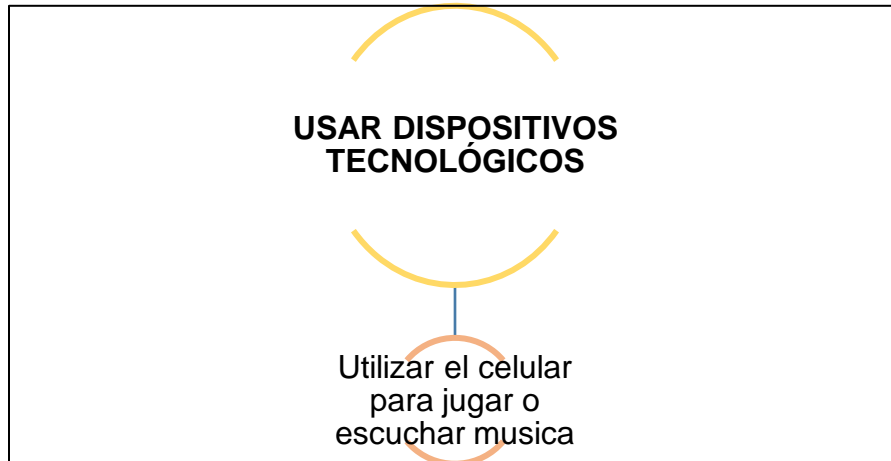 USAR DISPOSITIVOS
TECNOLÓGICOS
Utilizar el celular
para jugar o
escuchar musica